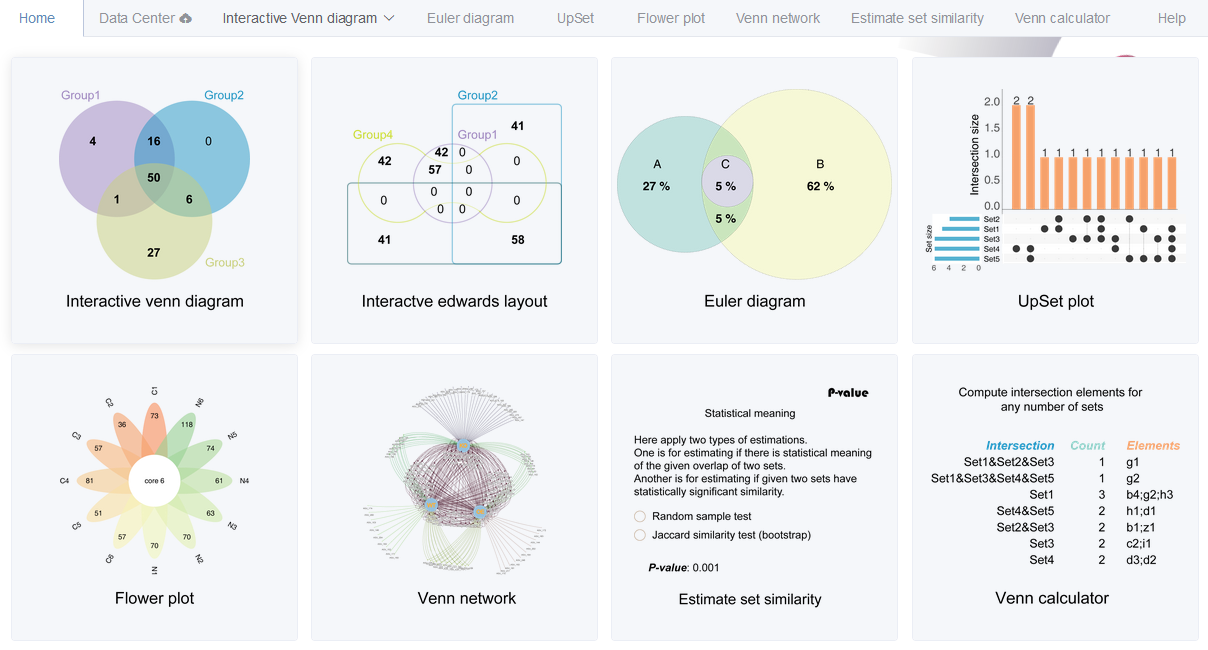 Home Data Center Interactive Venn diagram Euler diagram UpSet Flower plot Venn network Estimate set similarity Venn calculator Help
Group1 Group2
4 16 0
50
1 6
27
Group3
Interactive venn diagram
Group2
41
Group4 Group1
42 42 0 0
57 0
0 0 0 0
0 0
41 58
Interactve edwards layout
A C B
27 % 5 % 62 %
5 %
Euler diagram
Intersection size
2.0
1.5
1.0
0.5
0.0
2 2 1 1 1 1 1 1 1 1 1 1
Set size
Set2
Set1
Set3
Set4
Set5
6 4 2 0
UpSet plot
C1 73
N6 118
N5 74
N4 61
N3 63
N2 70
N1 70
C6 57
C5 51
C4 81
C3 57
C2 36
core 6
Flower plot
Venn network
P-value
Statistical meaning
Here apply two types of estimations.
One is for estimating if there is statistical meaning
of the given overlap of two sets.
Another is for estimating if given two sets have
statistically significant similarity.
Random sample test
Jaccard similarity test (bootstrap)
P-value: 0.001
Estimate set similarity
Compute intersection elements for
any number of sets
Intersection Count Elements
Set1&Set2&Set3 1 g1
Set1&Set3&Set4&Set5 1 g2
Set1 3 b4;g2;h3
Set4&Set5 2 h1;d1
Set2&Set3 2 b1;z1
Set3 2 c2;i1
Set4 2 d3;d2
Venn calculator